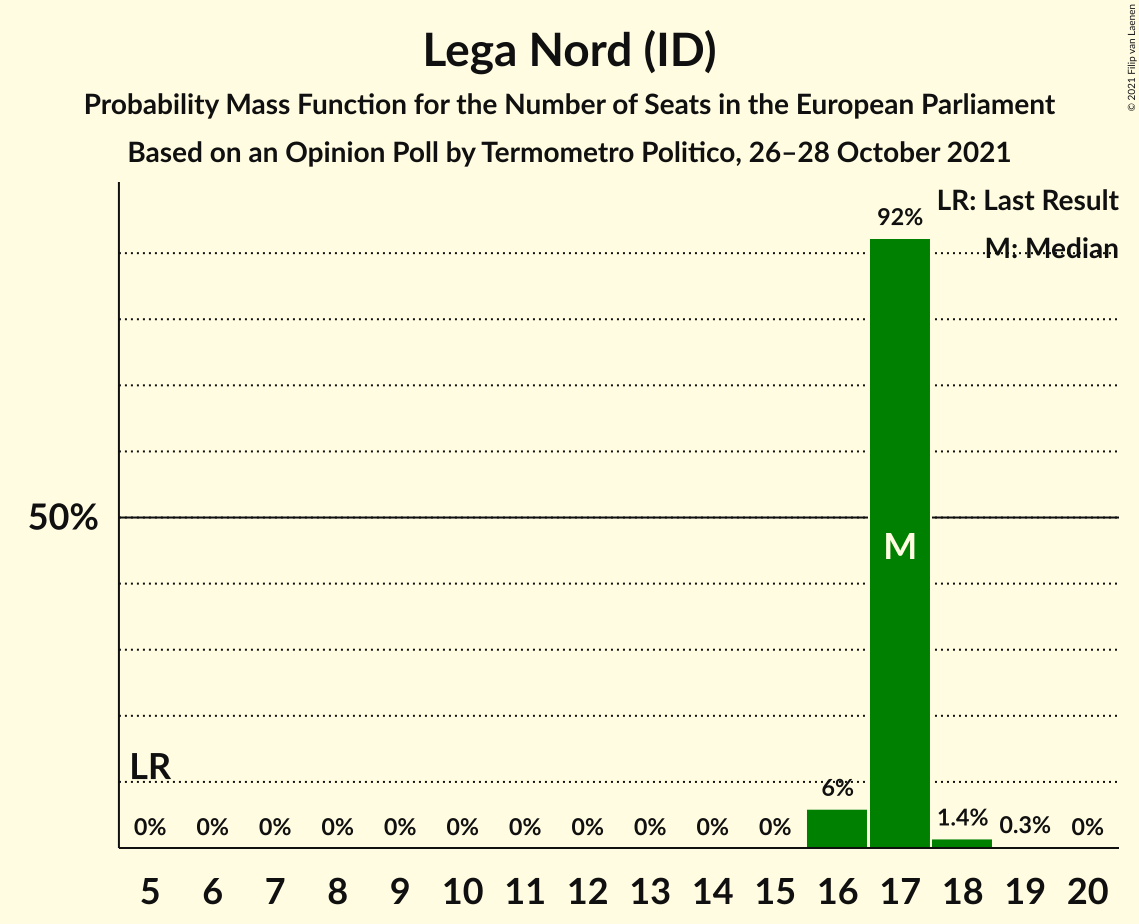 Lega Nord (ID)
Probability Mass Function for the Number of Seats in the European Parliament
Based on an Opinion Poll by Termometro Politico, 26–28 October 2021
© 2021 Filip van Laenen
LR: Last Result
M: Median
92%
50%
M
LR
0% 0% 0% 0% 0% 0% 0% 0% 0% 0% 0% 6% 1.4% 0.3% 0%
5 6 7 8 9 10 11 12 13 14 15 16 17 18 19 20